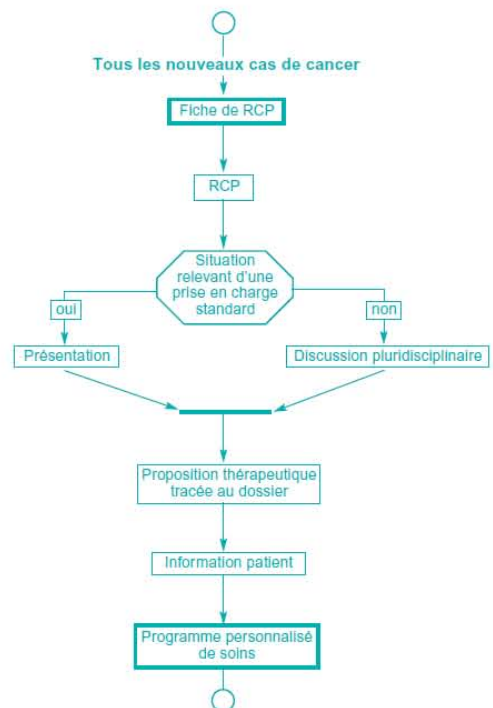 Tous les nouveaux cas de cancer
Fiche de RCP
RCP
Situation
relevant d'une
prise en charge
standard
oui
non
Présentation
Discussion pluridisciplinaire
Proposition thérapeutique
tracée au dossier
Information patient
Programme personnalisé
de soins